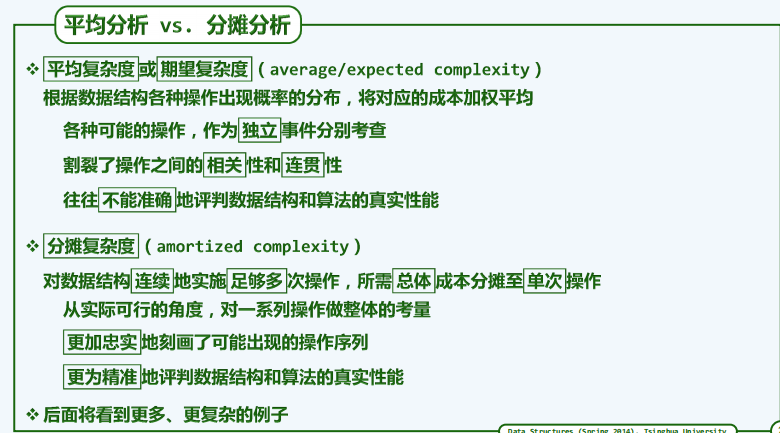 平均分析 vs. 分摊分析
❖ 平均复杂度或期望复杂度（average/expected complexity）
根据数据结构各种操作出现概率的分布，将对应的成本加权平均
各种可能的操作，作为独立事件分别考查
割裂了操作之间的相关性和连贯性
往往不能准确地评判数据结构和算法的真实性能
❖ 分摊复杂度（amortized complexity）
对数据结构连续地实施足够多次操作，所需总体成本分摊至单次操作
从实际可行的角度，对一系列操作做整体的考量
更加忠实地刻画了可能出现的操作序列
更为精准地评判数据结构和算法的真实性能
❖ 后面将看到更多、更复杂的例子
Data Structures (Spring 2014), Tsinghua University